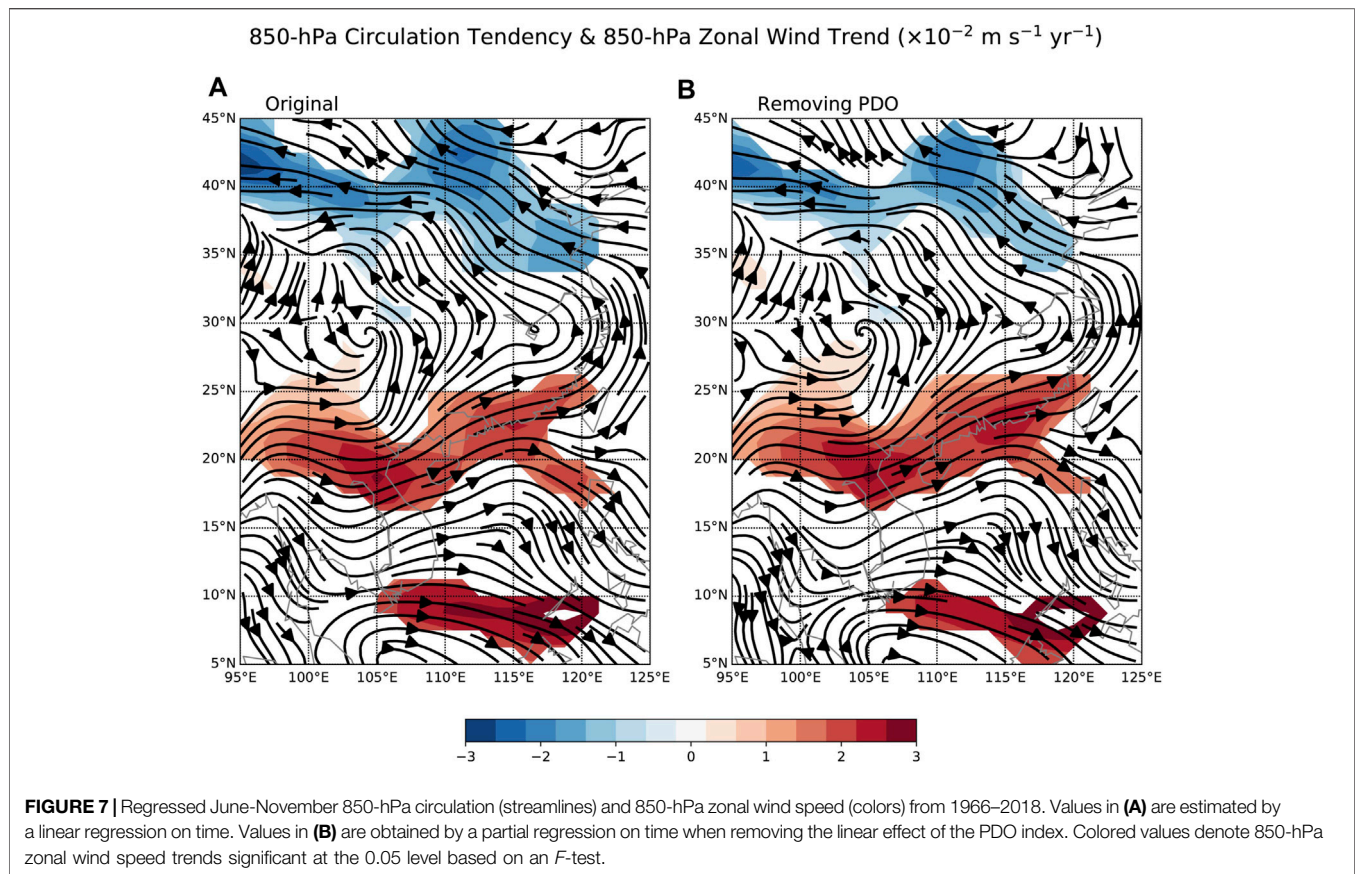 850-hPa Circulation Tendency & 850-hPa Zonal Wind Trend (×10⁻² m s⁻¹ yr⁻¹)
A
Original
45°N
40°N
35°N
30°N
25°N
20°N
15°N
10°N
5°N
95°E 100°E 105°E 110°E 115°E 120°E 125°E
B
Removing PDO
45°N
40°N
35°N
30°N
25°N
20°N
15°N
10°N
5°N
95°E 100°E 105°E 110°E 115°E 120°E 125°E
−3 −2 −1 0 1 2 3
FIGURE 7 | Regressed June-November 850-hPa circulation (streamlines) and 850-hPa zonal wind speed (colors) from 1966–2018. Values in (A) are estimated by
a linear regression on time. Values in (B) are obtained by a partial regression on time when removing the linear effect of the PDO index. Colored values denote 850-hPa
zonal wind speed trends significant at the 0.05 level based on an F-test.